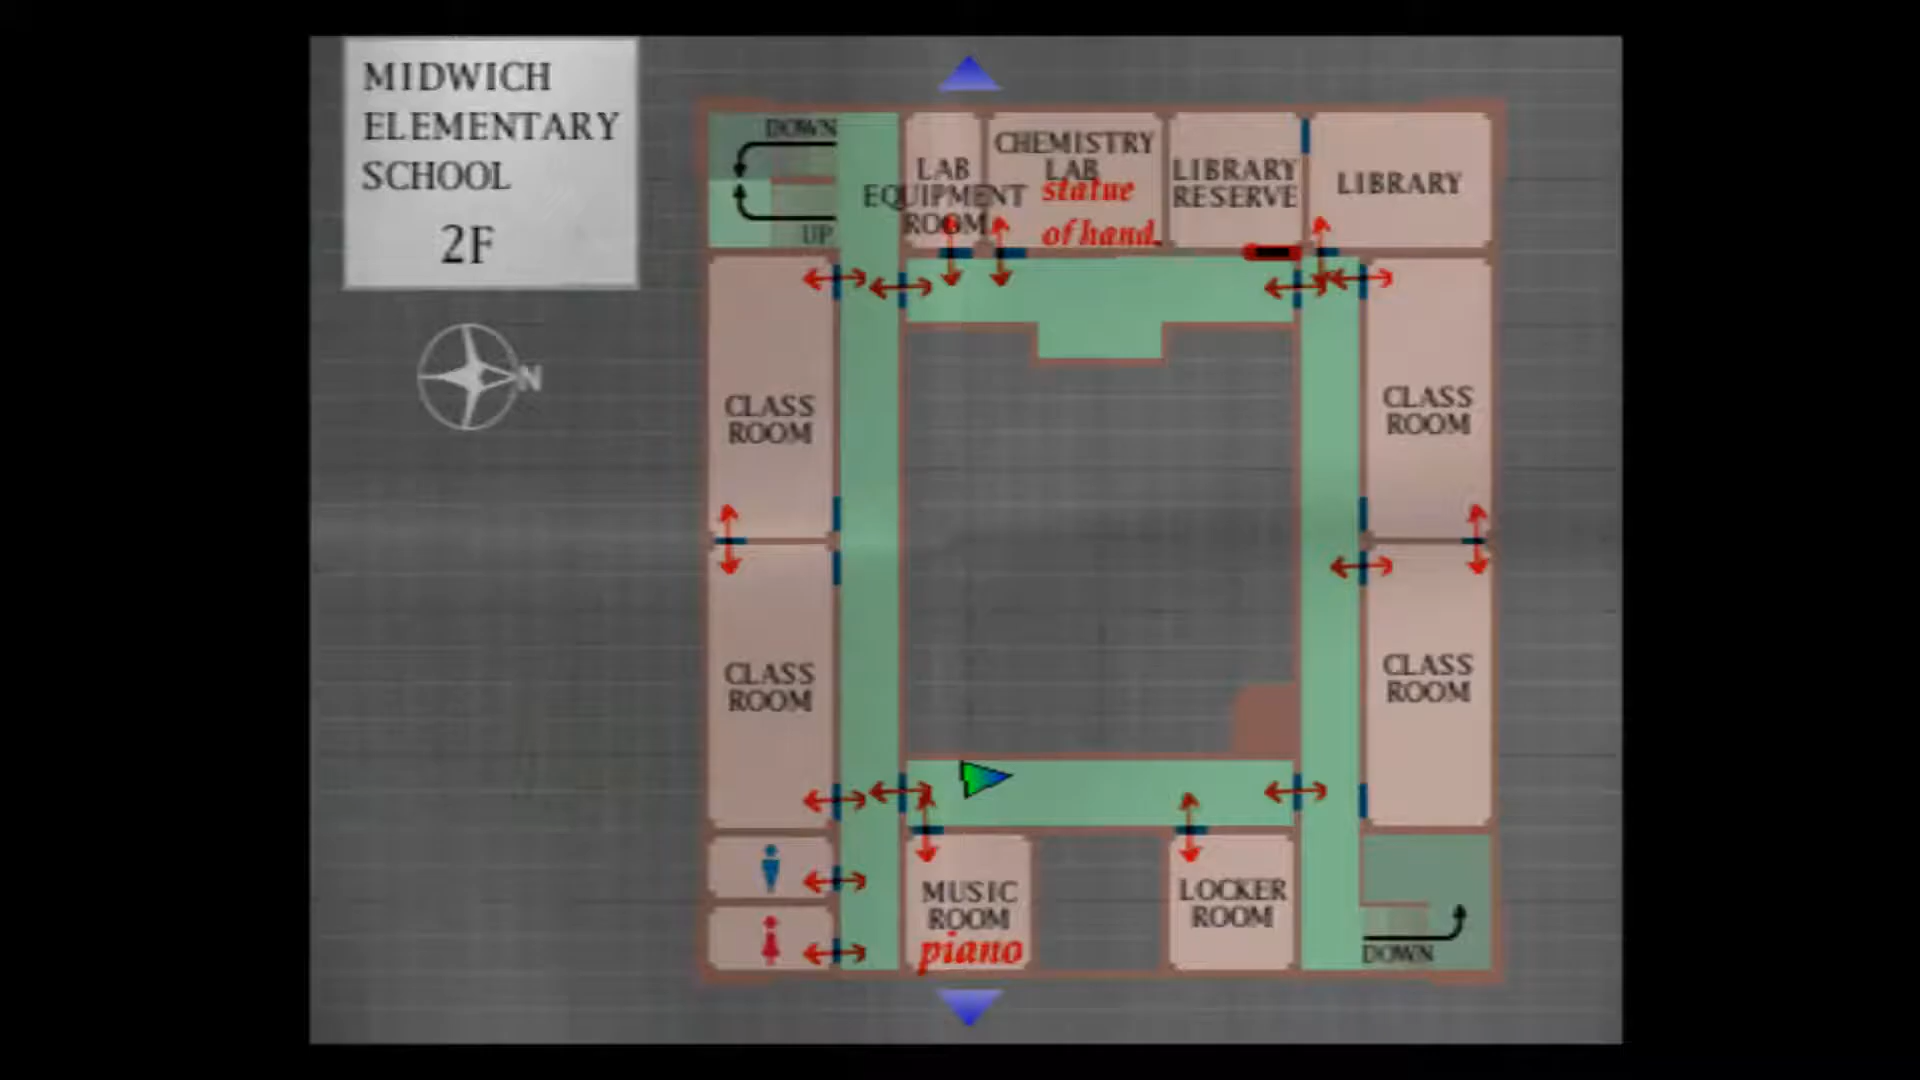 MIDWICH
ELEMENTARY
SCHOOL
2F
N
DOWN
UP
LAB
EQUIPMENT
ROOM
CHEMISTRY
LAB
statue
of hand.
LIBRARY
RESERVE
LIBRARY
CLASS
ROOM
CLASS
ROOM
CLASS
ROOM
CLASS
ROOM
MUSIC
ROOM
piano
LOCKER
ROOM
DOWN